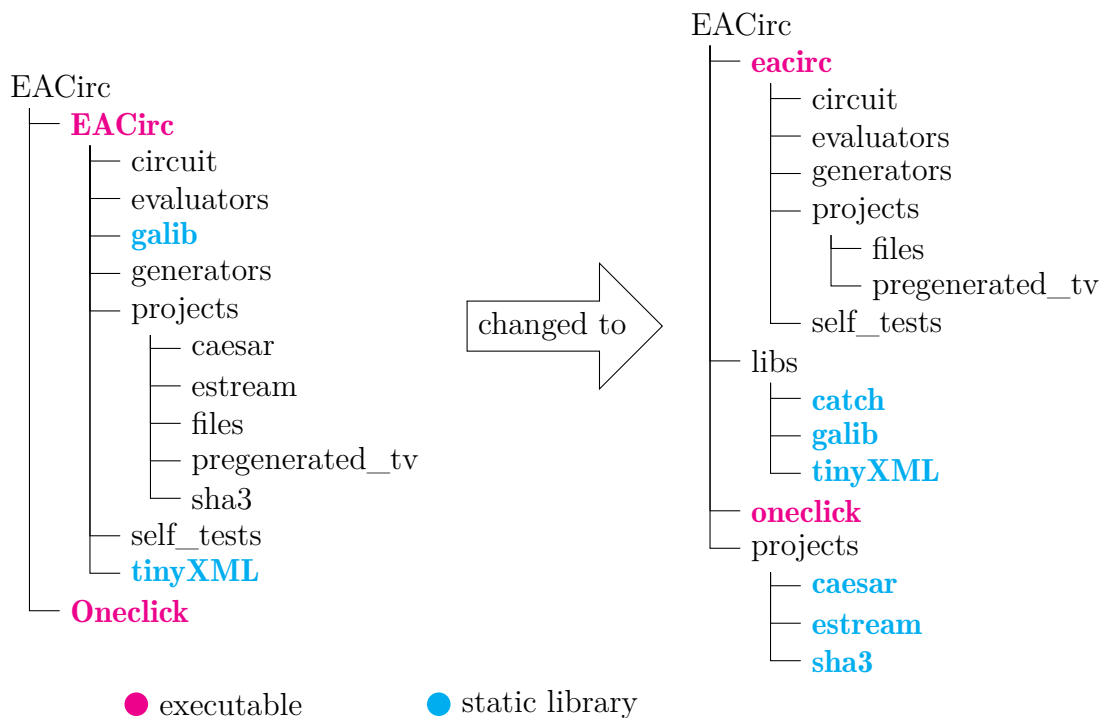 EACirc
EACirc
circuit
evaluators
galib
generators
projects
caesar
estream
files
pregenerated_tv
sha3
self_tests
tinyXML
Oneclick
changed to
EACirc
eacirc
circuit
evaluators
generators
projects
files
pregenerated_tv
self_tests
libs
catch
galib
tinyXML
oneclick
projects
caesar
estream
sha3
executable
static library